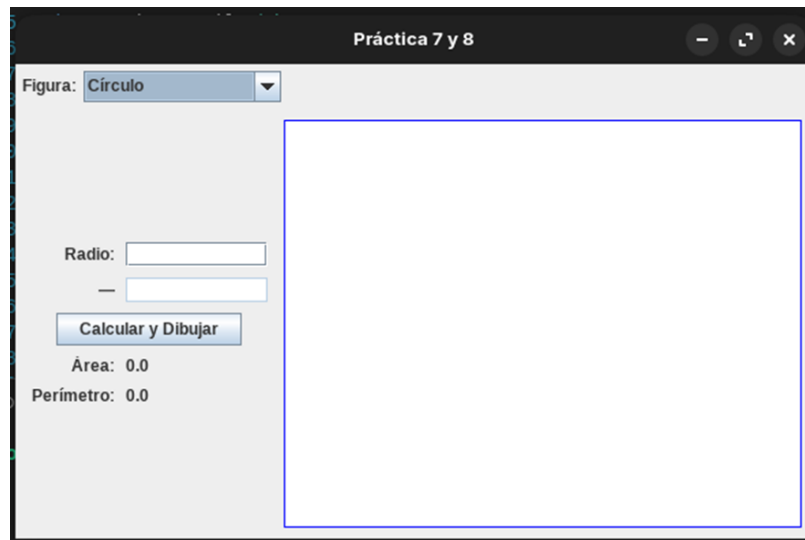 Práctica 7 y 8
Figura: Círculo
Radio:
—
Calcular y Dibujar
Área: 0.0
Perímetro: 0.0